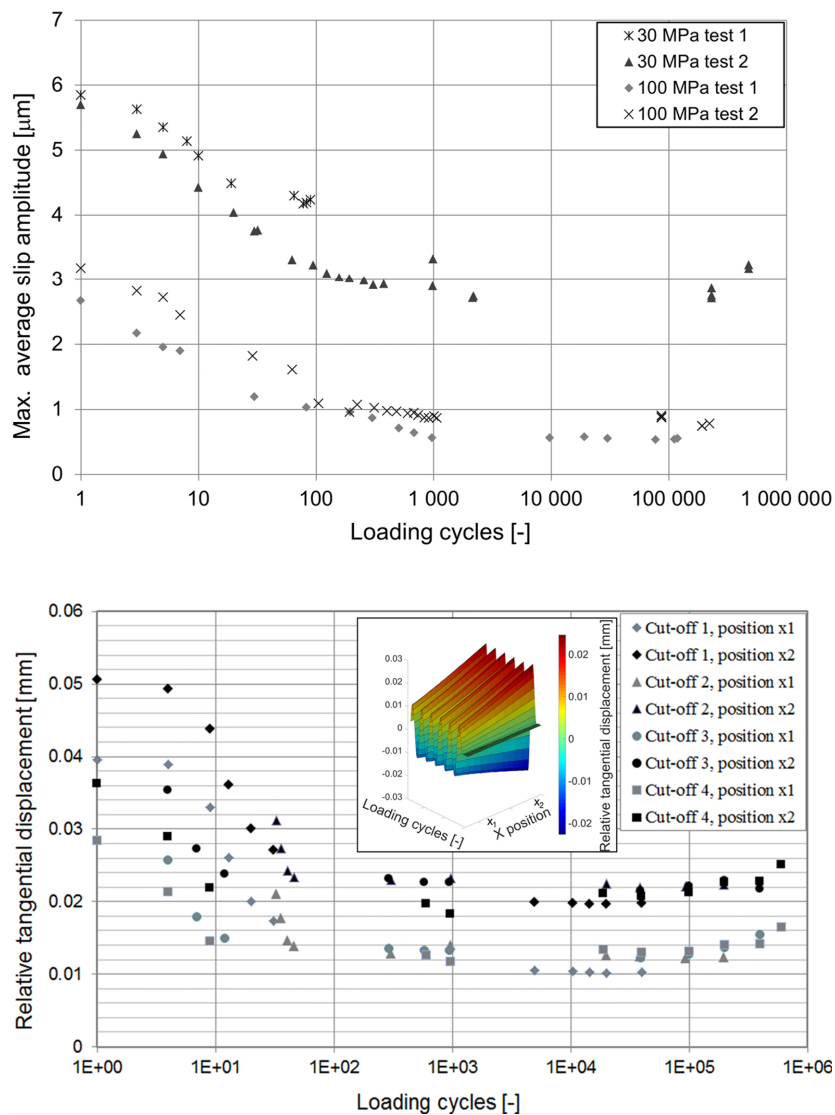 30 MPa test 1
30 MPa test 2
100 MPa test 1
100 MPa test 2
Max. average slip amplitude [µm]
7
6
5
4
3
2
1
0
1
10
100
1 000
10 000
100 000
1 000 000
Loading cycles [-]
Relative tangential displacement [mm]
0.06
0.05
0.04
0.03
0.02
0.01
0
1E+00
1E+01
1E+02
1E+03
1E+04
1E+05
1E+06
Loading cycles [-]
0.03
0.02
0.01
0
-0.01
-0.02
-0.03
Loading cycles [-]
x1
x2
X position
0.02
0.01
0
-0.01
-0.02
Relative tangential displacement [mm]
Cut-off 1, position x1
Cut-off 1, position x2
Cut-off 2, position x1
Cut-off 2, position x2
Cut-off 3, position x1
Cut-off 3, position x2
Cut-off 4, position x1
Cut-off 4, position x2